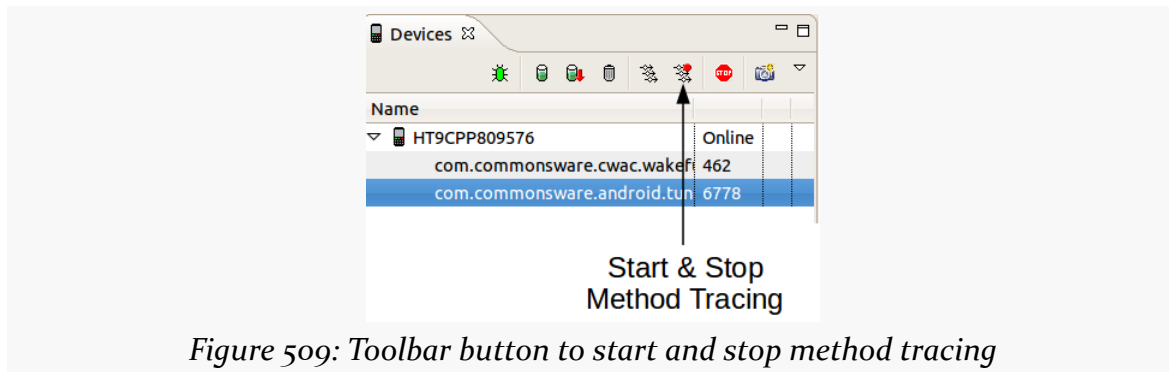 Devices
STOP
Name
HT9CPP809576 Online
com.commonsware.cwac.wakef 462
com.commonsware.android.tun 6778
Start & Stop
Method Tracing
Figure 509: Toolbar button to start and stop method tracing